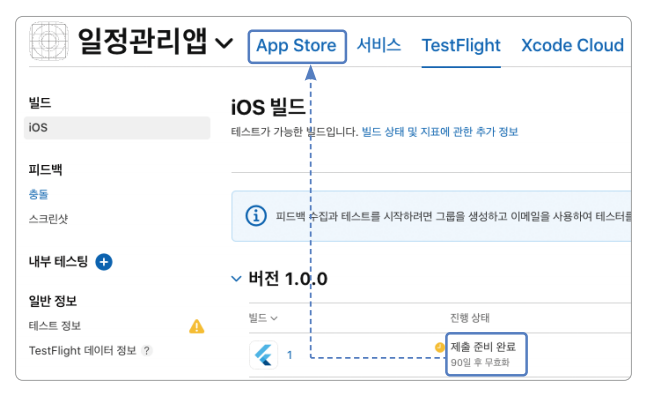 일정관리앱 App Store 서비스 TestFlight Xcode Cloud
빌드
iOS
피드백
충돌
스크린샷
내부 테스팅
일반 정보
테스트 정보
TestFlight 데이터 정보 ?
iOS 빌드
테스트가 가능한 빌드입니다. 빌드 상태 및 지표에 관한 추가 정보
피드백 수집과 테스트를 시작하려면 그룹을 생성하고 이메일을 사용하여 테스터를
버전 1.0.0
빌드 진행 상태
1 제출 준비 완료
90일 후 무효화